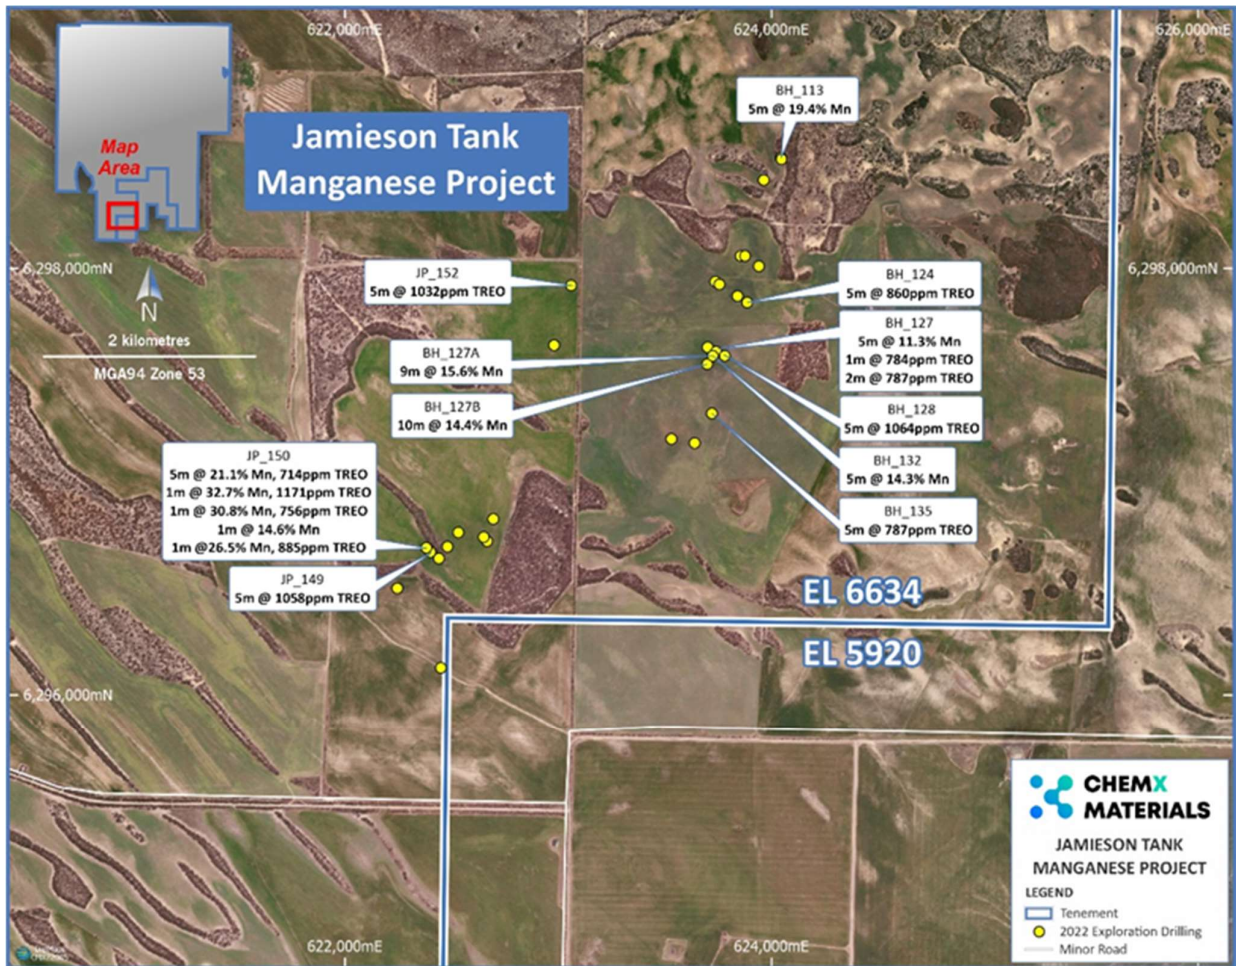 622,000mE
624,000mE
626,000mE
Map
Area
Jamieson Tank
Manganese Project
BH_113
5m @ 19.4% Mn
6,298,000mN
6,298,000mN
N
2 kilometres
MGA94 Zone 53
JP_152
5m @ 1032ppm TREO
BH_124
5m @ 860ppm TREO
BH_127
5m @ 11.3% Mn
1m @ 784ppm TREO
2m @ 787ppm TREO
BH_127A
9m @ 15.6% Mn
BH_127B
10m @ 14.4% Mn
BH_128
5m @ 1064ppm TREO
BH_132
5m @ 14.3% Mn
BH_135
5m @ 787ppm TREO
JP_150
5m @ 21.1% Mn, 714ppm TREO
1m @ 32.7% Mn, 1171ppm TREO
1m @ 30.8% Mn, 756ppm TREO
1m @ 14.6% Mn
1m @26.5% Mn, 885ppm TREO
JP_149
5m @ 1058ppm TREO
EL 6634
EL 5920
6,296,000mN
622,000mE
624,000mE
CHEMX
MATERIALS
JAMIESON TANK
MANGANESE PROJECT
LEGEND
Tenement
2022 Exploration Drilling
Minor Road